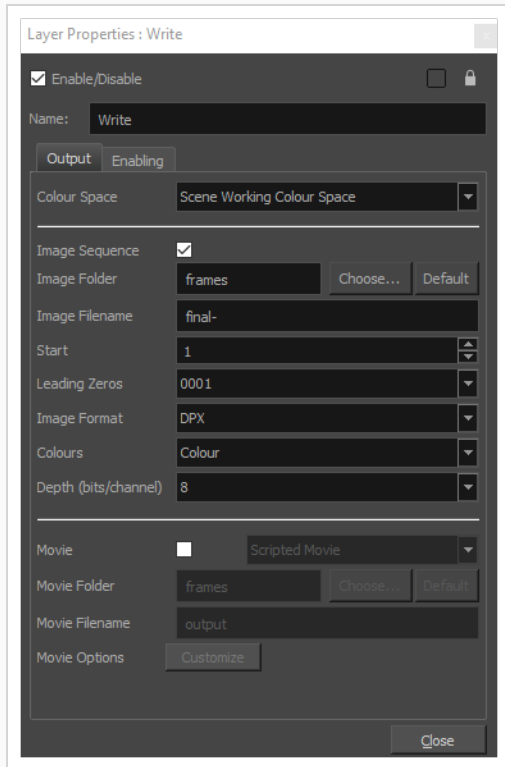 Layer Properties : Write
x
Enable/Disable
Name: Write
Output Enabling
Colour Space Scene Working Colour Space
Image Sequence
Image Folder frames Choose... Default
Image Filename final-
Start 1
Leading Zeros 0001
Image Format DPX
Colours Colour
Depth (bits/channel) 8
Movie Scripted Movie
Movie Folder frames Choose... Default
Movie Filename output
Movie Options Customize
Close